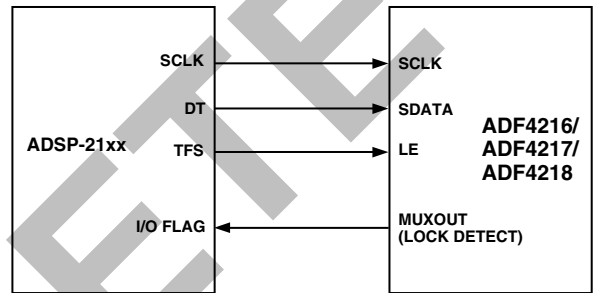 SCLK
DT
ADSP-21xx
TFS
I/O FLAG
SCLK
SDATA
ADF4216/
ADF4217/
ADF4218
LE
MUXOUT
(LOCK DETECT)